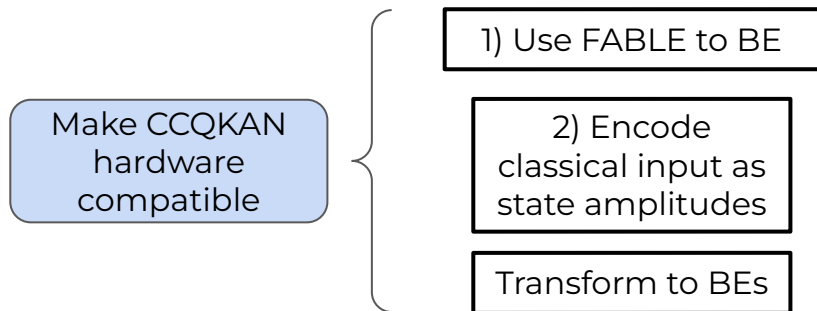 1) Use FABLE to BE
Make CCQKAN
hardware
compatible
2) Encode
classical input as
state amplitudes
Transform to BEs